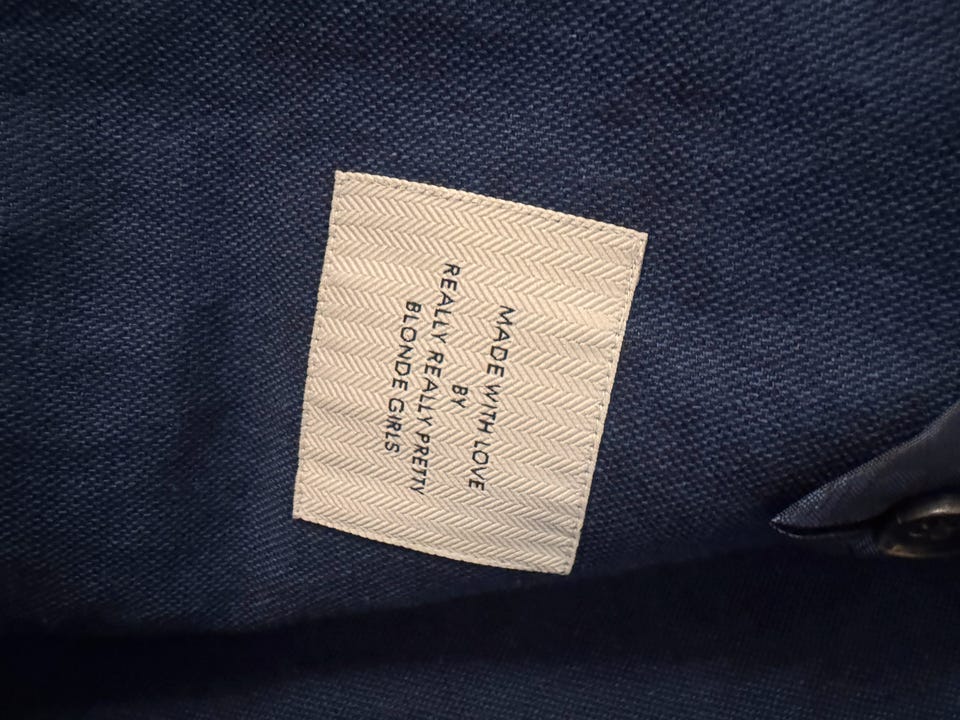 MADE WITH LOVE
BY
REALLY REALLY PRETTY
BLONDE GIRLS